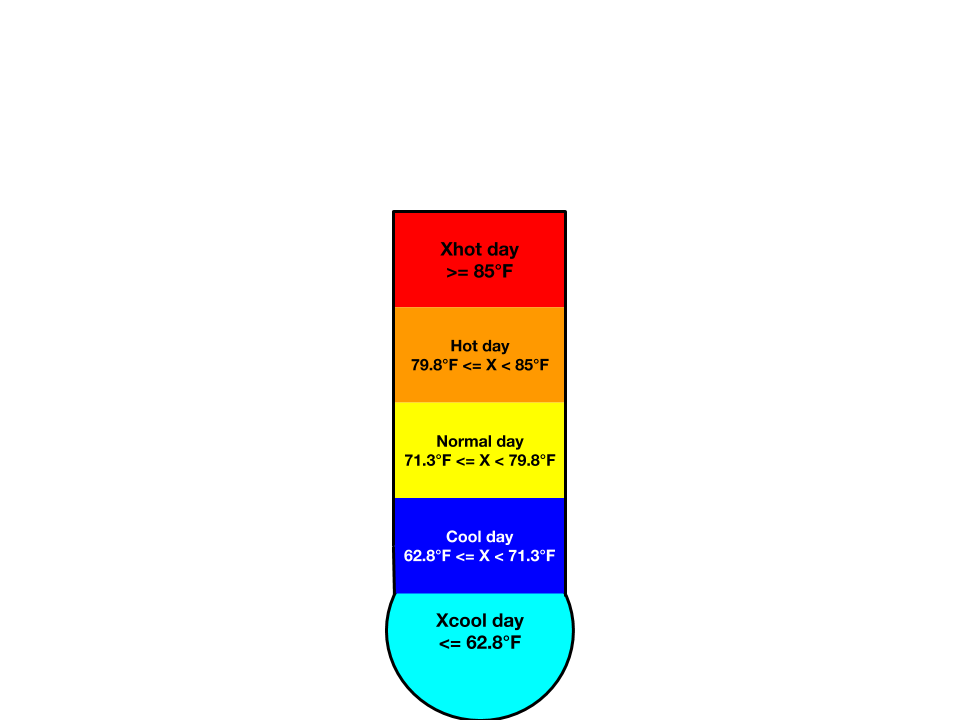 Xhot day
>= 85°F
Hot day
79.8°F <= X < 85°F
Normal day
71.3°F <= X < 79.8°F
Cool day
62.8°F <= X < 71.3°F
Xcool day
<= 62.8°F